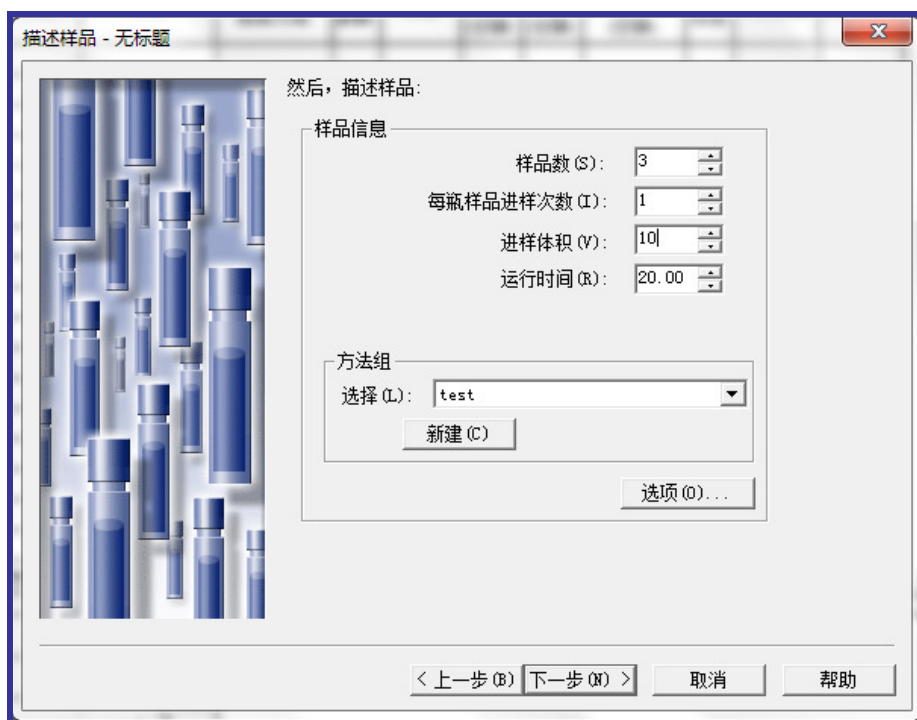 描述样品 - 无标题
然后，描述样品:
样品信息
样品数(S): 3
每瓶样品进样次数(I): 1
进样体积(V): 10
运行时间(R): 20.00
方法组
选择(L): test
新建(C)
选项(O)...
< 上一步(B) 下一步(N) > 取消 帮助